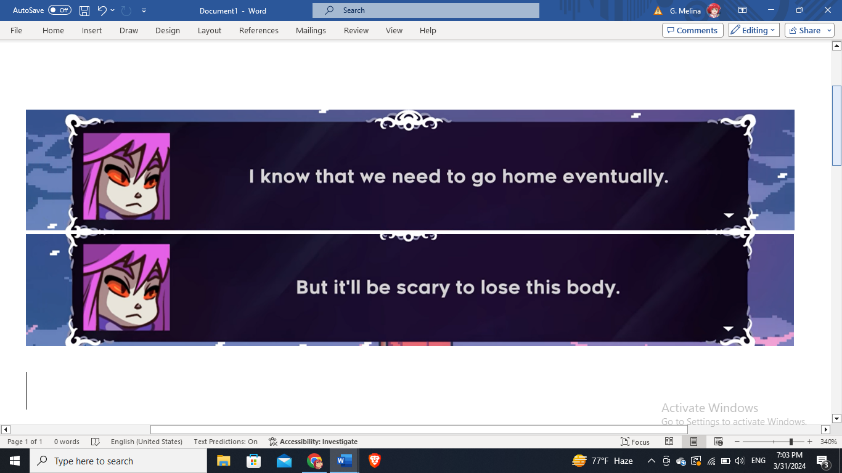 AutoSave Off Document1 - Word Search G. Melina
File Home Insert Draw Design Layout References Mailings Review View Help Comments Editing Share
I know that we need to go home eventually.
But it'll be scary to lose this body.
Activate Windows
Go to Settings to activate Windows.
Page 1 of 1 0 words English (United States) Text Predictions: On Accessibility: Investigate Focus 340%
Type here to search 77°F Haze ENG 7:03 PM
3/31/2024 3